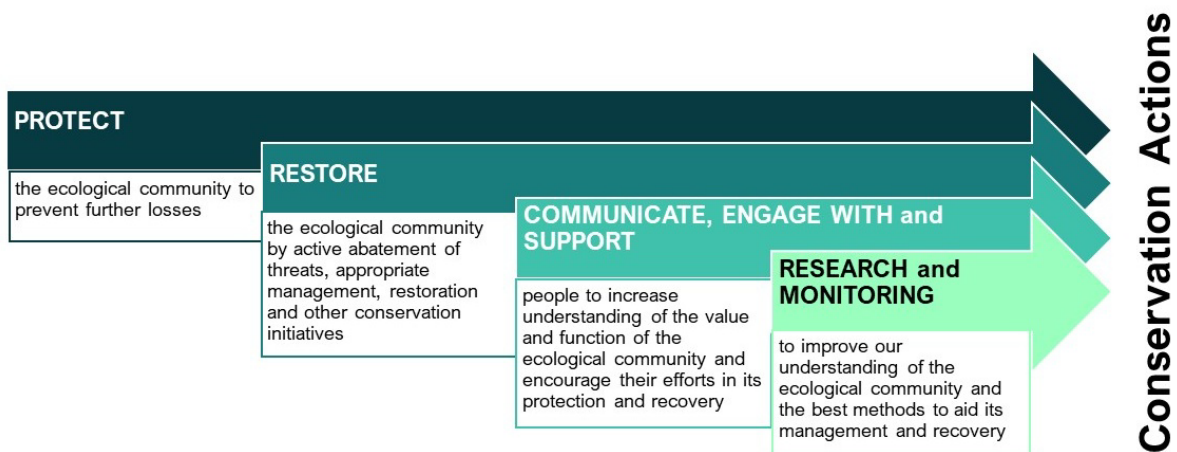 PROTECT
the ecological community to
prevent further losses
RESTORE
the ecological community
by active abatement of
threats, appropriate
management, restoration
and other conservation
initiatives
COMMUNICATE, ENGAGE WITH and
SUPPORT
people to increase
understanding of the value
and function of the
ecological community and
encourage their efforts in its
protection and recovery
RESEARCH and
MONITORING
to improve our
understanding of the
ecological community and
the best methods to aid its
management and recovery
Conservation Actions